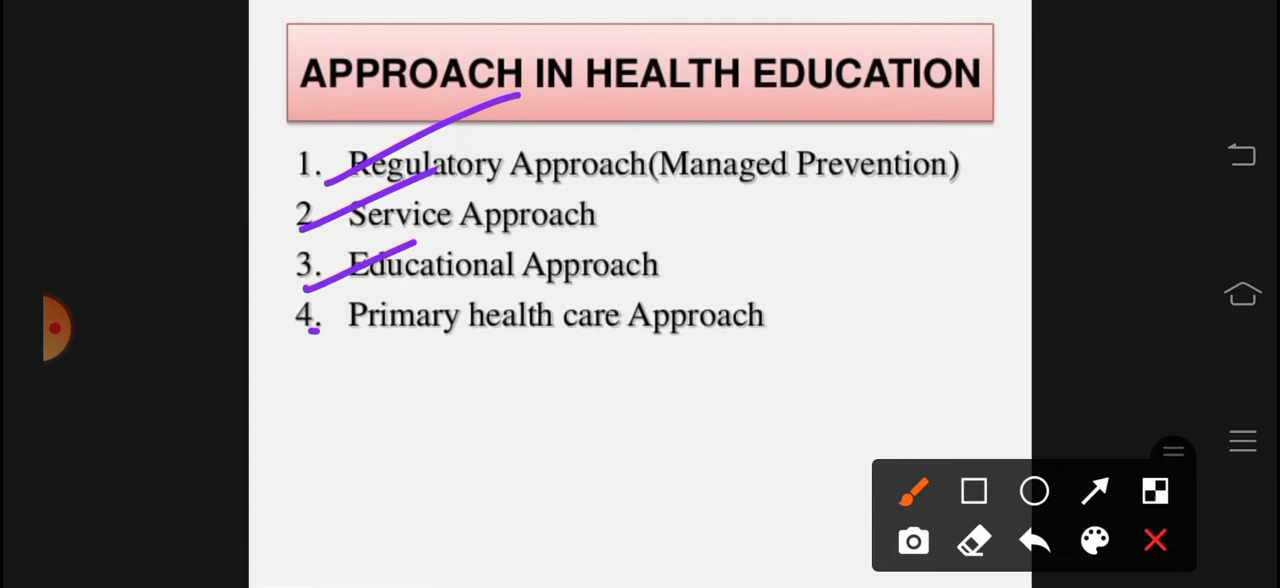 APPROACH IN HEALTH EDUCATION
1. Regulatory Approach(Managed Prevention)
2. Service Approach
3. Educational Approach
4. Primary health care Approach